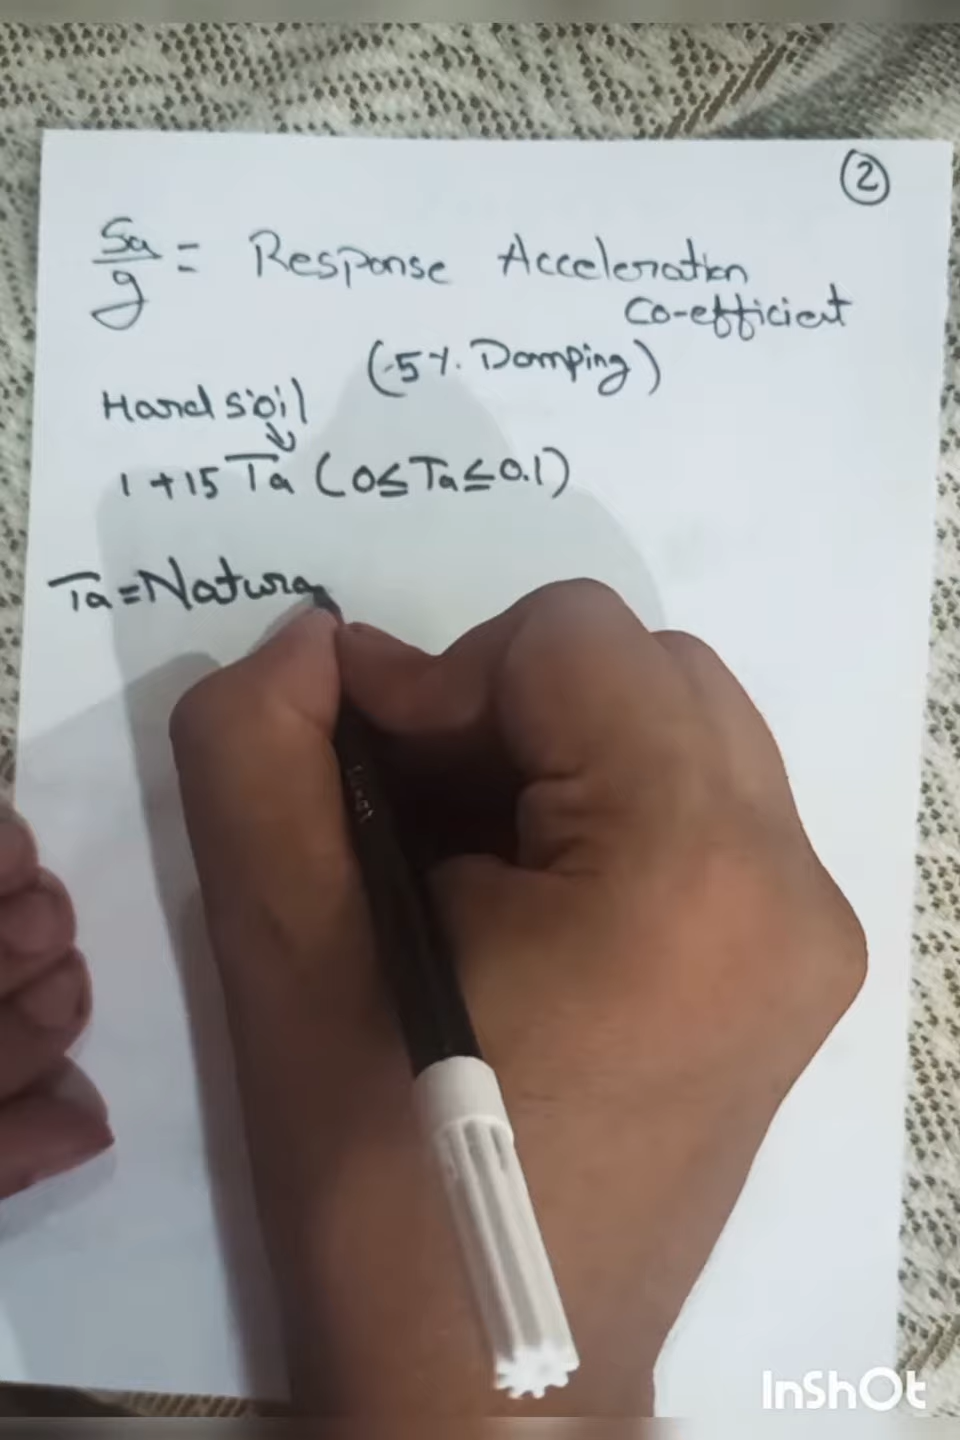 ②
Sa/g = Response Acceleration
Co-efficient
(5%. Damping)
Hard Soil
↓
1 + 15 Ta (0≤Ta≤0.1)
Ta = Natura
InShOt